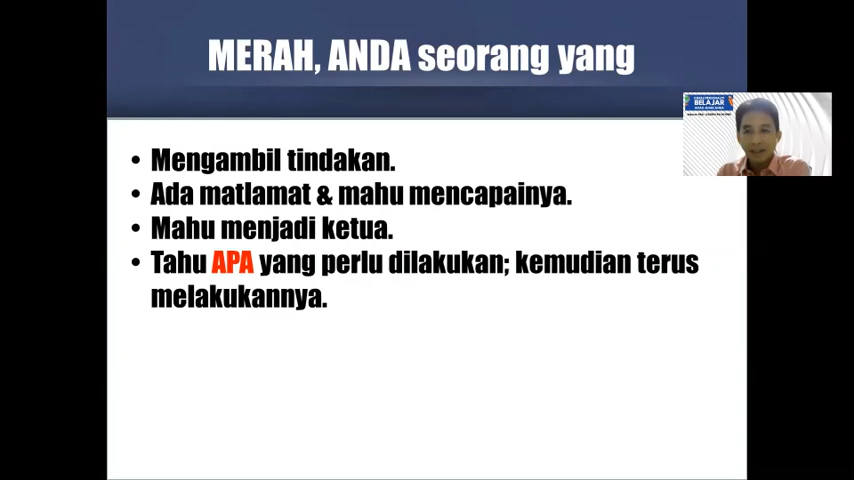 MERAH, ANDA seorang yang
BELAJAR
• Mengambil tindakan.
• Ada matlamat & mahu mencapainya.
• Mahu menjadi ketua.
• Tahu APA yang perlu dilakukan; kemudian terus
melakukannya.